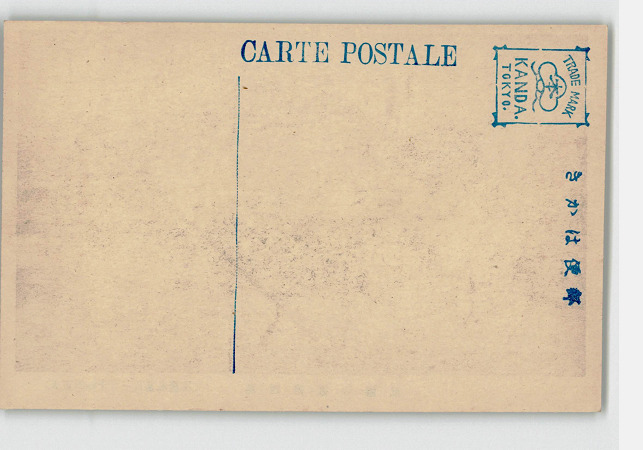 CARTE POSTALE
TRADE MARK
KANDA.
TOKYO.
郵便はかき